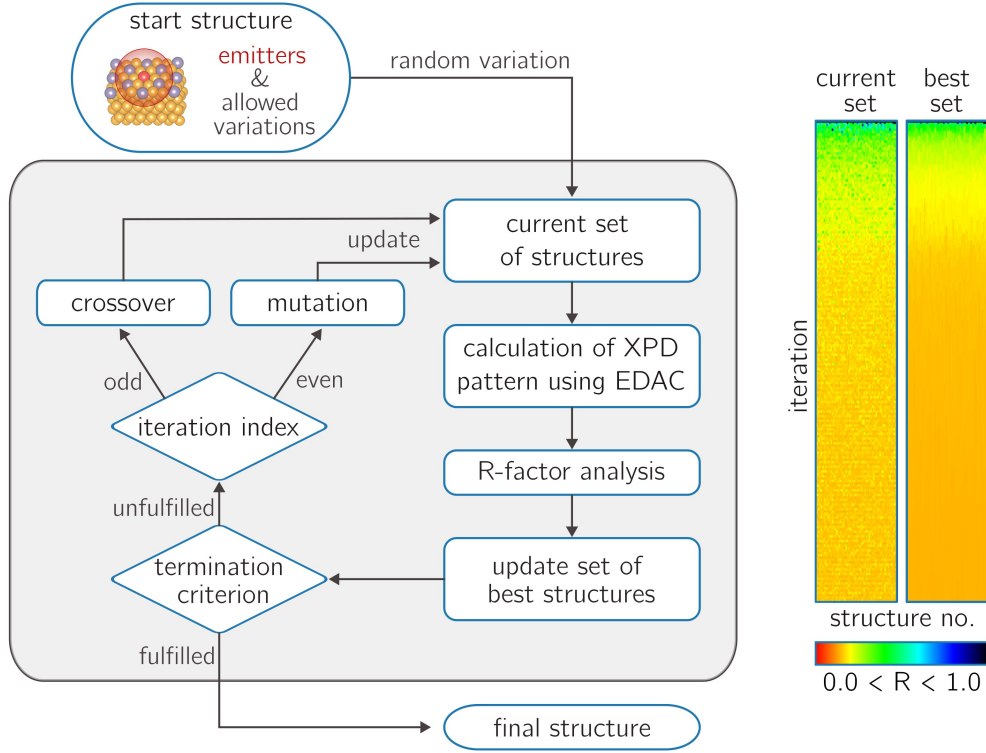 start structure
emitters
&
allowed
variations
random variation
current set
of structures
update
crossover
mutation
calculation of XPD
pattern using EDAC
odd
even
iteration index
R-factor analysis
unfulfilled
termination
criterion
update set of
best structures
fulfilled
final structure
current
set
best
set
iteration
structure no.
0.0 < R < 1.0